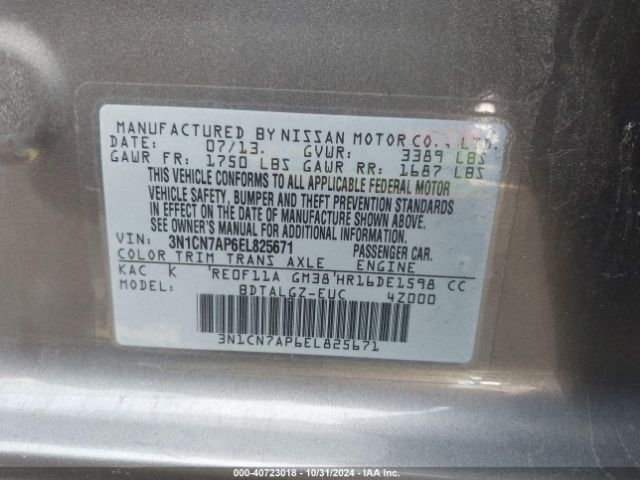 MANUFACTURED BY NISSAN MOTOR CO., LTD.
DATE: 07/13. GVWR: 3389 LBS
GAWR FR: 1750 LBS GAWR RR: 1687 LBS
THIS VEHICLE CONFORMS TO ALL APPLICABLE FEDERAL MOTOR
VEHICLE SAFETY, BUMPER AND THEFT PREVENTION STANDARDS
IN EFFECT ON THE DATE OF MANUFACTURE SHOWN ABOVE.
SEE OWNER'S MANUAL FOR ADDITIONAL INFORMATION.
VIN: 3N1CN7AP6EL825671 PASSENGER CAR.
COLOR TRIM TRANS AXLE ENGINE
KAC K 'RE0F11A GM38'HR16DE1598 CC
MODEL: BDTALGZ-EUC 4Z000
3N1CN7AP6EL825671
000-40723018 - 10/31/2024 - IAA Inc.